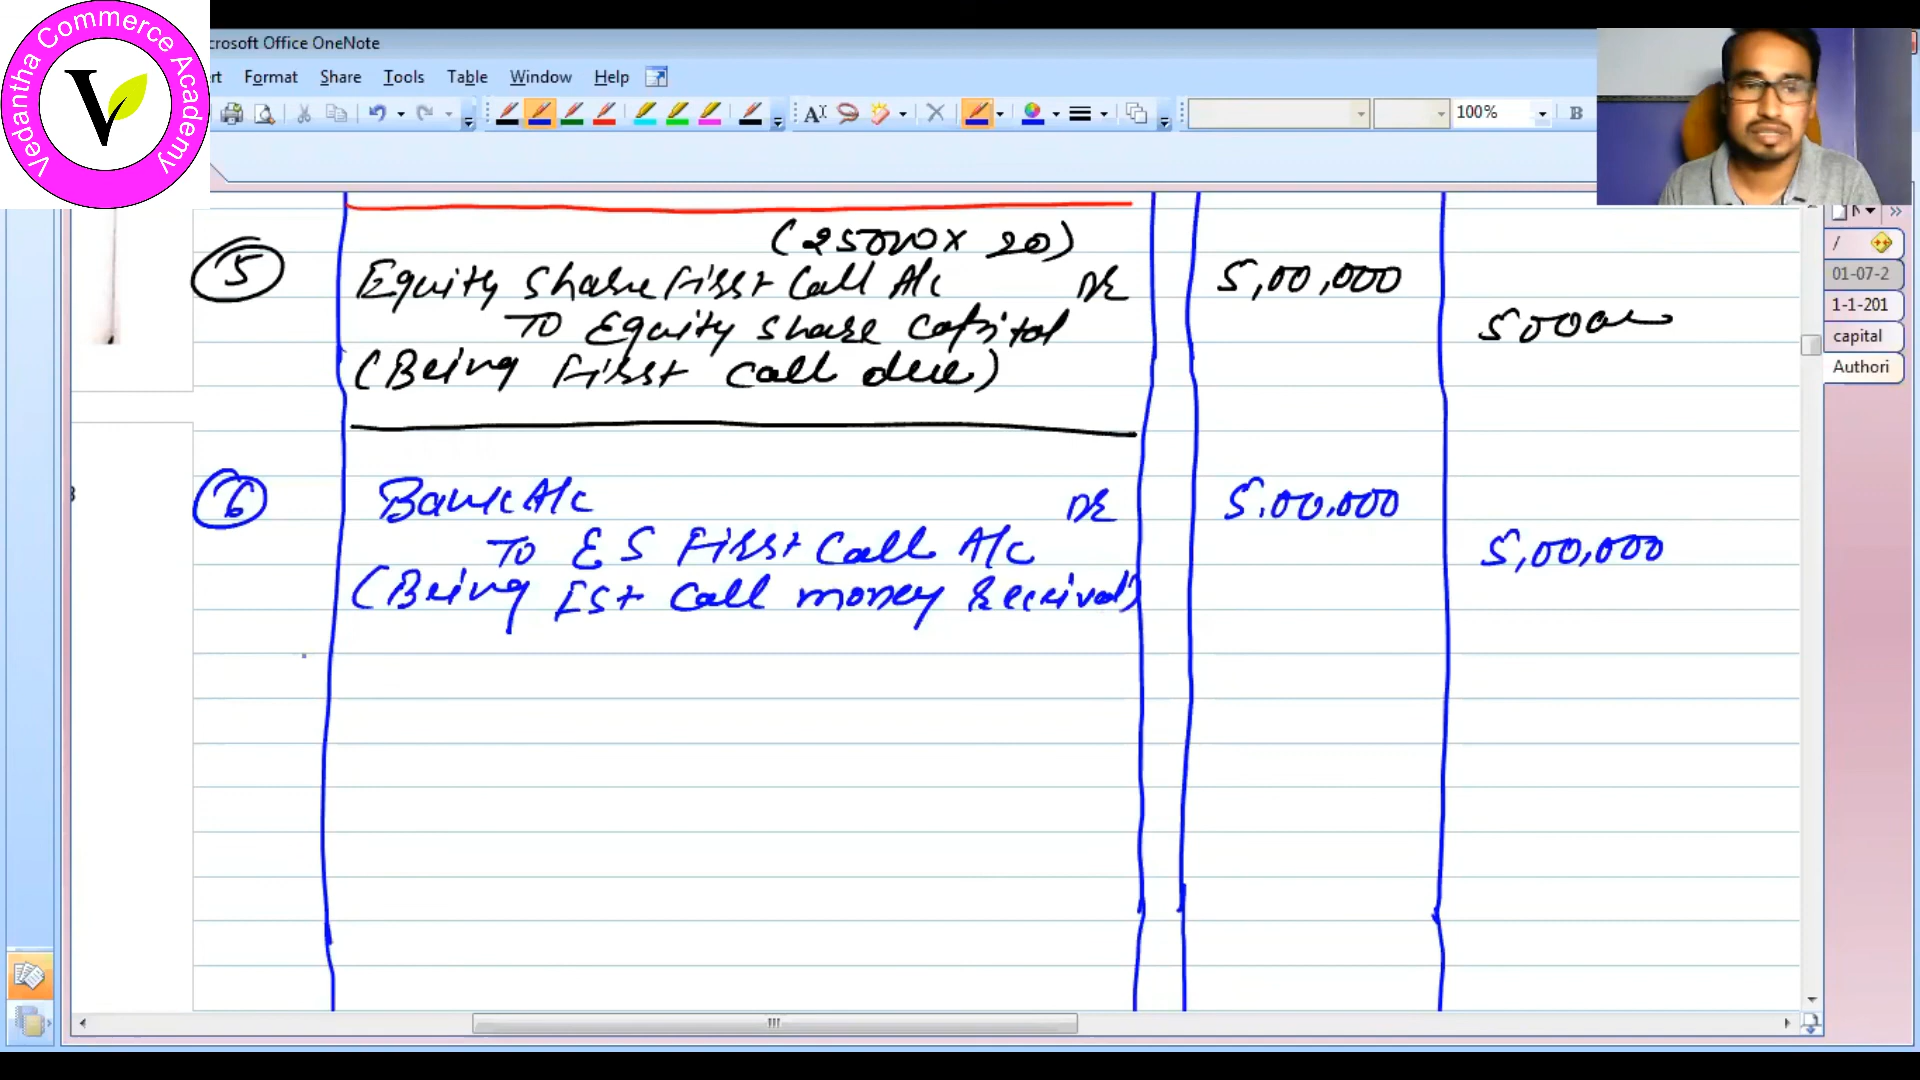 Vedantha Commerce Academy
V
crosoft Office OneNote
rt Format Share Tools Table Window Help
100% B
/
01-07-2
1-1-201
capital
Authori
(25000 x 20)
5 Equity Share First Call A/c Dr 5,00,000
To Equity Share Capital
(Being First Call due)
6 Bank A/c Dr 5,00,000
To E S First Call A/c 5,00,000
(Being Ist Call money Received)